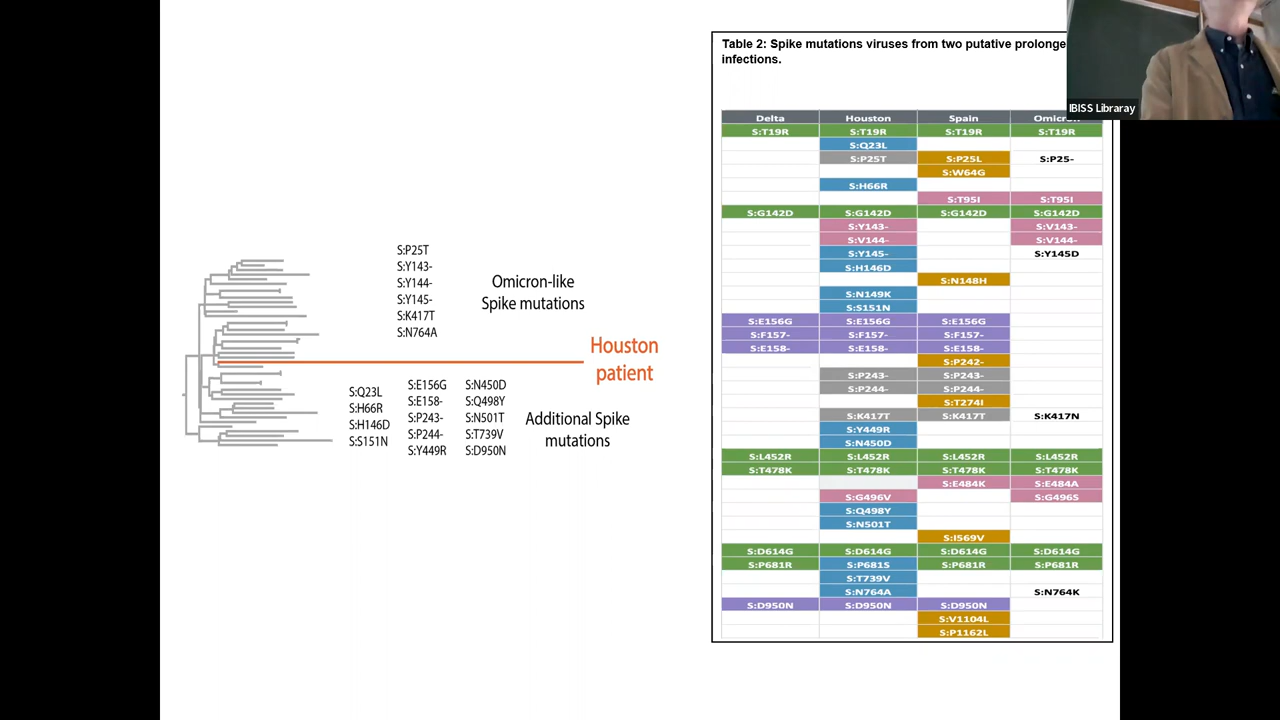 Table 2: Spike mutations viruses from two putative
infections.
IBISS Libraray
Delta Houston Spain
S:T19R S:T19R S:T19R S:T19R
S:Q23L
S:P25T S:P25L S:P25-
S:W64G
S:H66R
S:T95I S:T95I
S:G142D S:G142D S:G142D S:G142D
S:Y143- S:V143-
S:V144- S:V144-
S:Y145- S:Y145D
S:H146D
S:N148H
S:N149K
S:S151N
S:E156G S:E156G S:E156G
S:F157- S:F157- S:F157-
S:E158- S:E158- S:E158-
S:P242-
S:P243- S:P243-
S:P244- S:P244-
S:T274I
S:K417T S:K417T S:K417N
S:Y449R
S:N450D
S:L452R S:L452R S:L452R S:L452R
S:T478K S:T478K S:T478K S:T478K
S:E484K S:E484A
S:G496V S:G496S
S:Q498Y
S:N501T
S:I569V
S:D614G S:D614G S:D614G S:D614G
S:P681R S:P681S S:P681R S:P681R
S:T739V
S:N764A S:N764K
S:D950N S:D950N S:D950N
S:V1104L
S:P1162L
S:P25T
S:Y143-
S:Y144-
S:Y145-
S:K417T
S:N764A
Omicron-like
Spike mutations
Houston
patient
S:Q23L
S:H66R
S:H146D
S:S151N
S:E156G
S:E158-
S:P243-
S:P244-
S:Y449R
S:N450D
S:Q498Y
S:N501T
S:T739V
S:D950N
Additional Spike
mutations